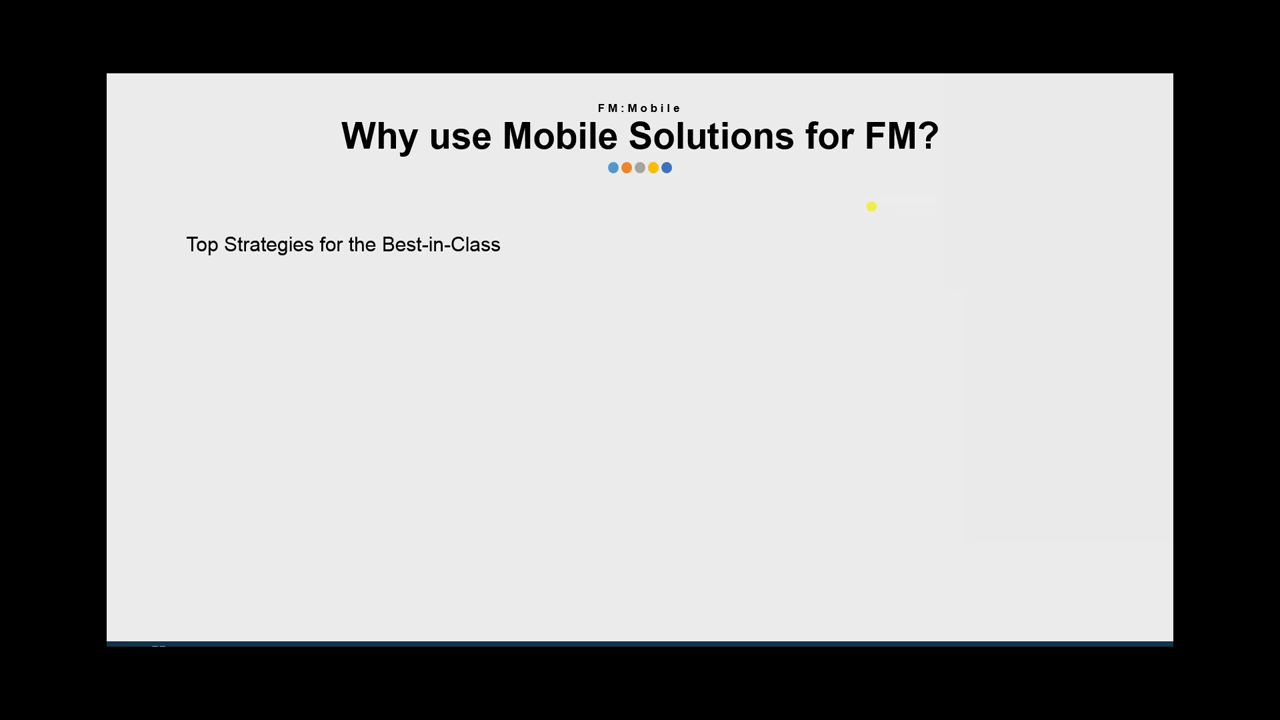 FM:Mobile
Why use Mobile Solutions for FM?
Top Strategies for the Best-in-Class